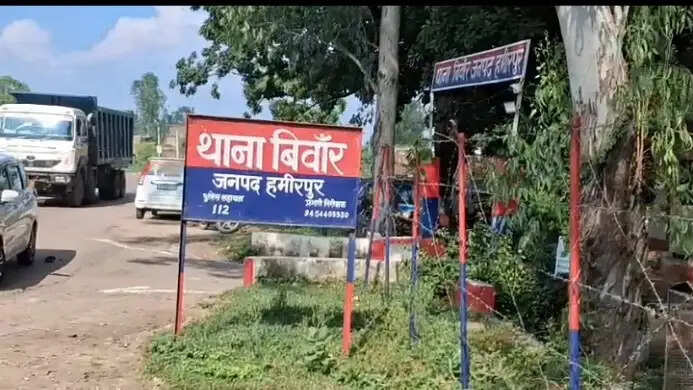 थाना बिवाँर
जनपद हमीरपुर
पुलिस सहायता प्रभारी निरीक्षक
112 9454403530
थाना बिवाँर जनपद हमीरपुर